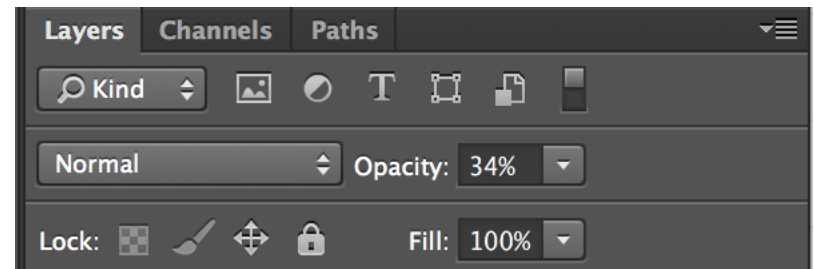 Layers Channels Paths
Kind T
Normal Opacity: 34%
Lock: Fill: 100%